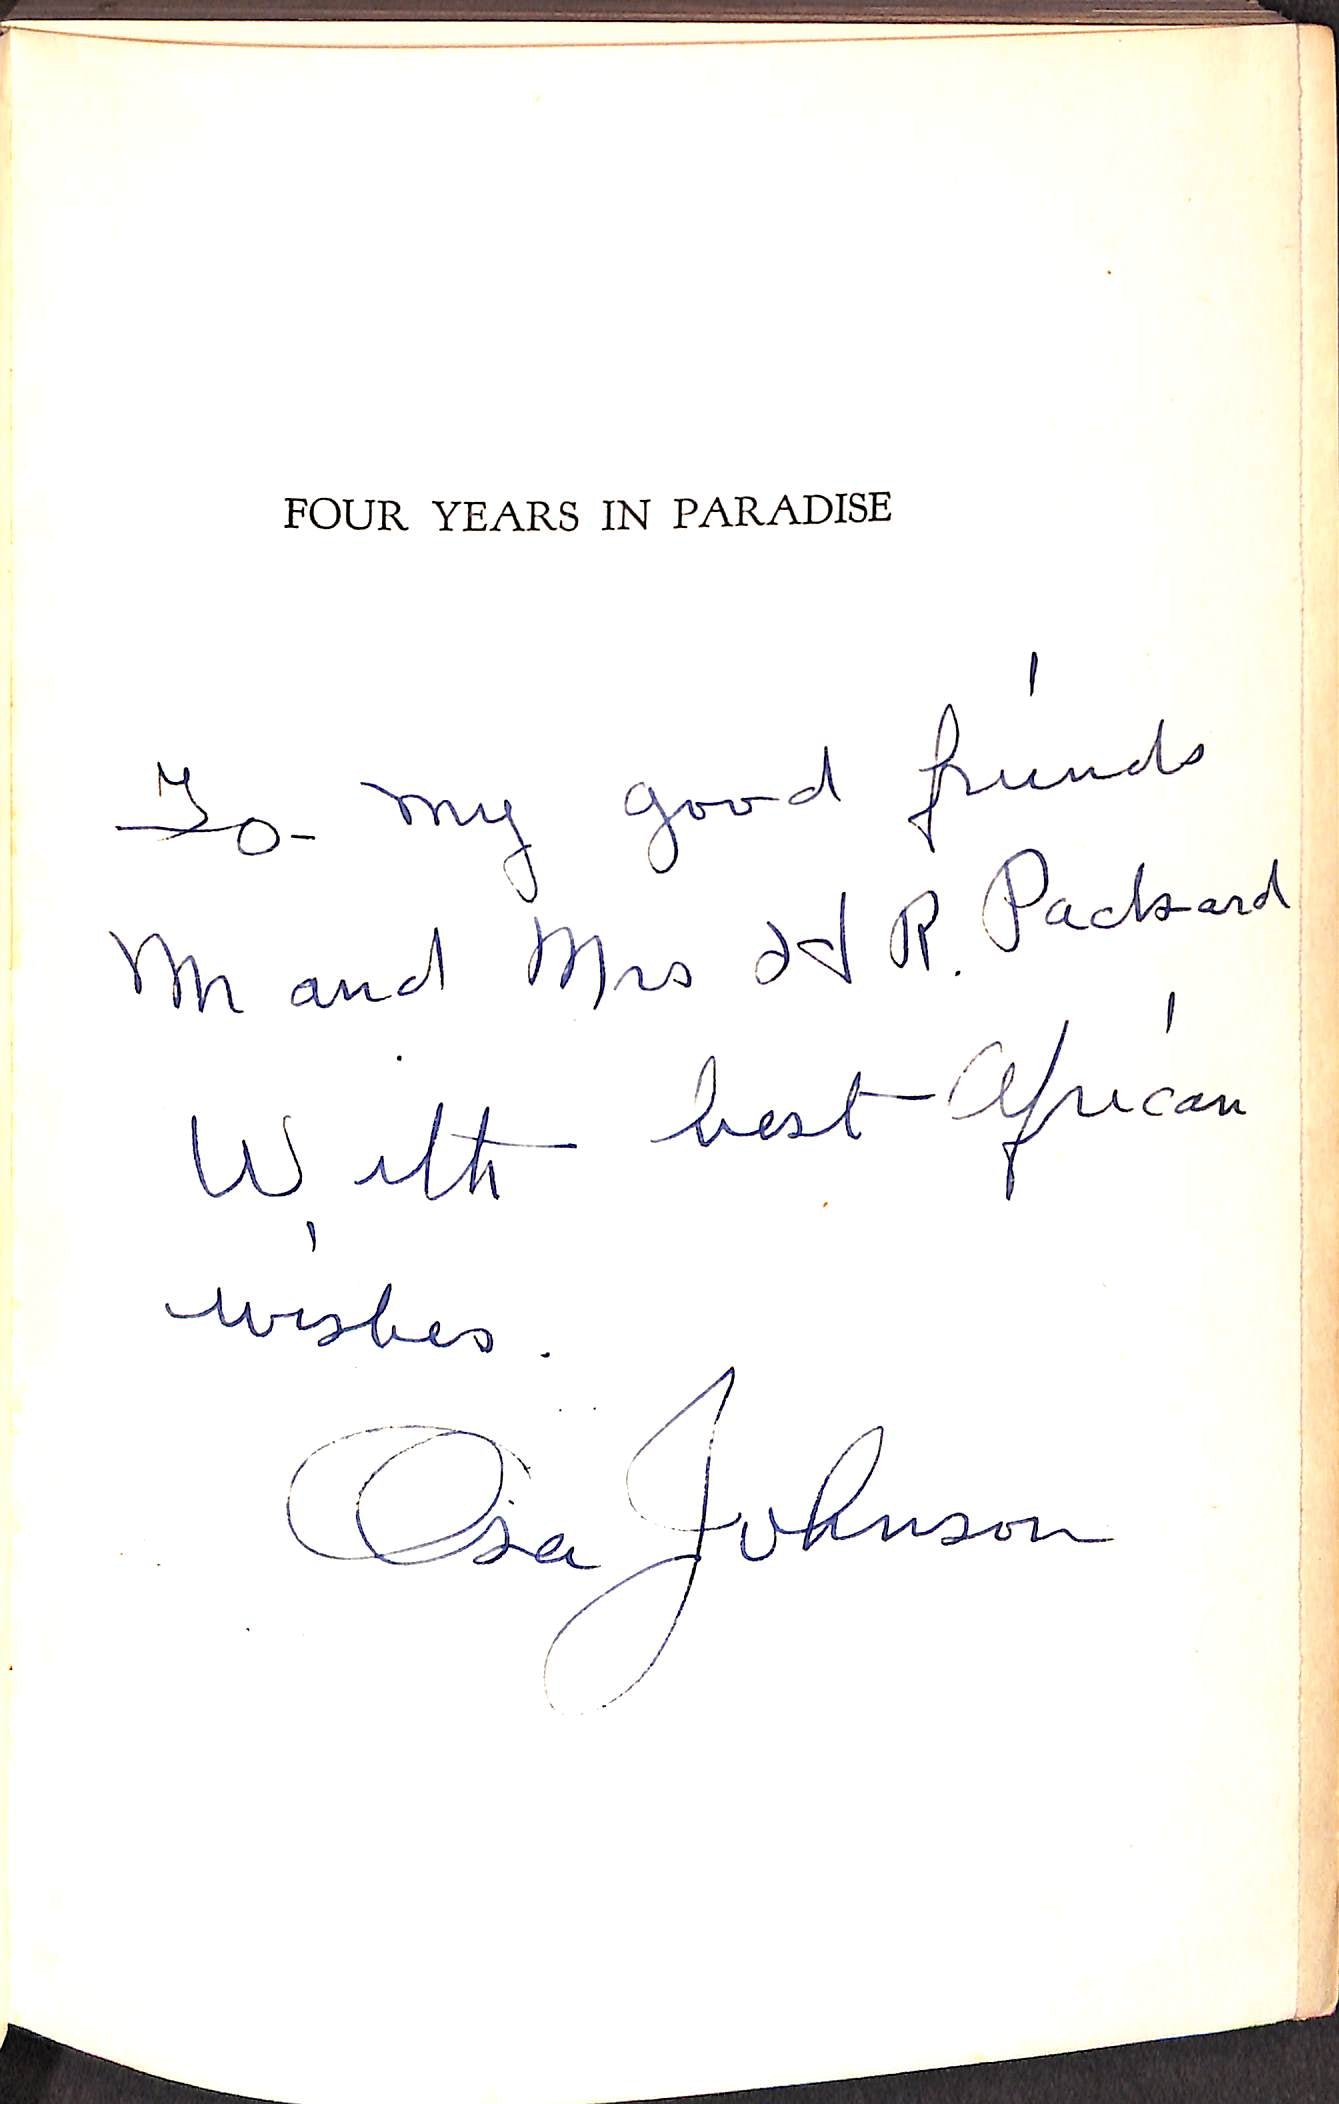 FOUR YEARS IN PARADISE
To- my good friends
Mr and Mrs H R. Packard
With best African
wishes.
Osa Johnson